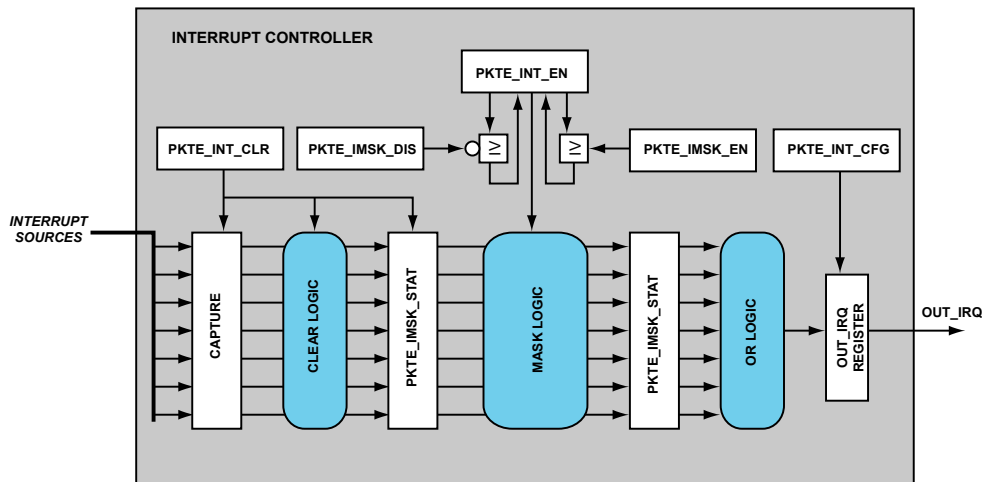 INTERRUPT CONTROLLER
PKTE_INT_EN
PKTE_INT_CLR
PKTE_IMSK_DIS
≥
≥
PKTE_IMSK_EN
PKTE_INT_CFG
INTERRUPT
SOURCES
CAPTURE
CLEAR LOGIC
PKTE_IMSK_STAT
MASK LOGIC
PKTE_IMSK_STAT
OR LOGIC
OUT_IRQ
REGISTER
OUT_IRQ